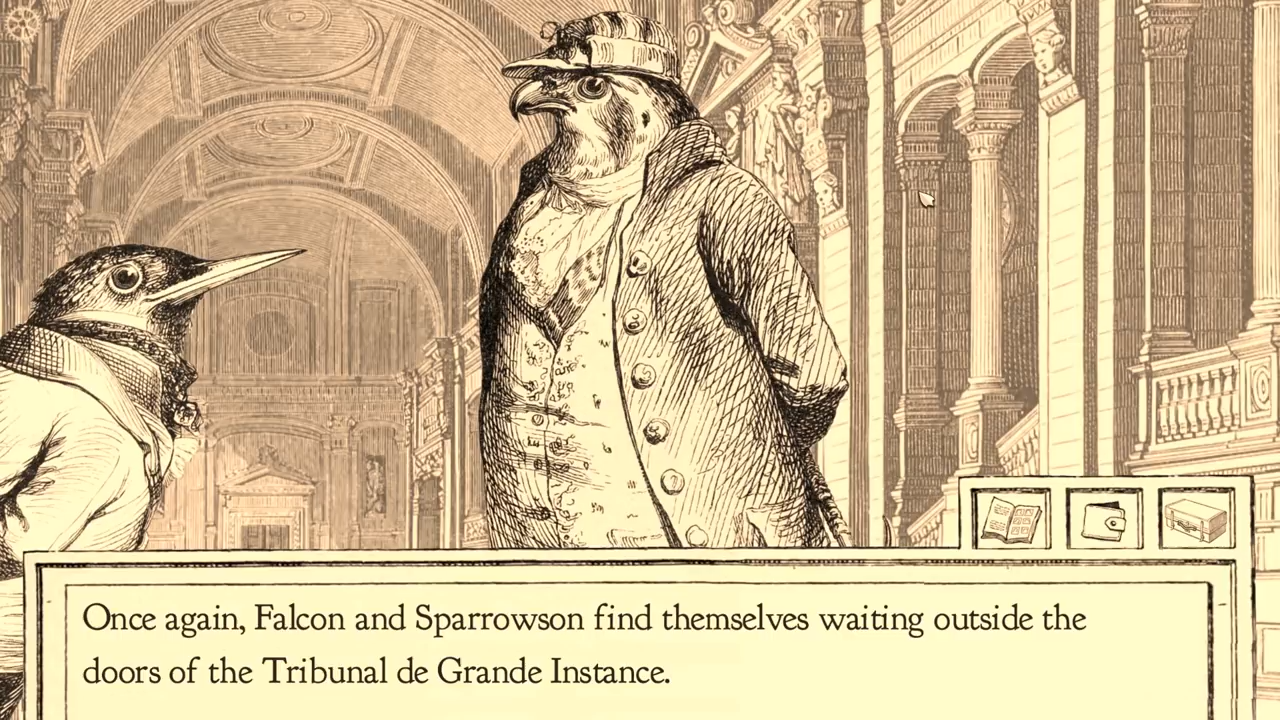 Once again, Falcon and Sparrowson find themselves waiting outside the
doors of the Tribunal de Grande Instance.